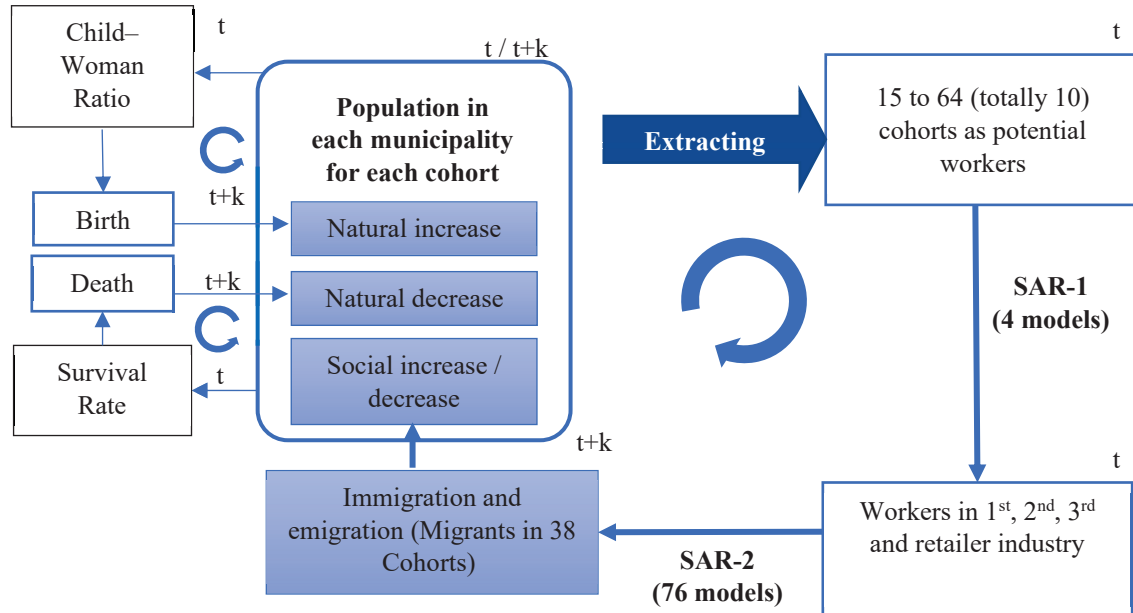 Child–
Woman
Ratio
t
t / t+k
Population in
each municipality
for each cohort
Extracting
t
15 to 64 (totally 10)
cohorts as potential
workers
t+k
Birth
Natural increase
Death
t+k
Natural decrease
SAR-1
(4 models)
Survival
Rate
t
Social increase /
decrease
t+k
t
Immigration and
emigration (Migrants in 38
Cohorts)
SAR-2
(76 models)
Workers in 1st, 2nd, 3rd
and retailer industry